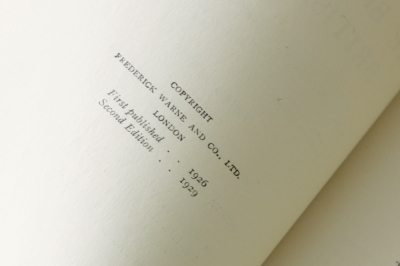 COPYRIGHT
FREDERICK WARNE AND CO., LTD.
LONDON
First published . . 1926
Second Edition . . 1929